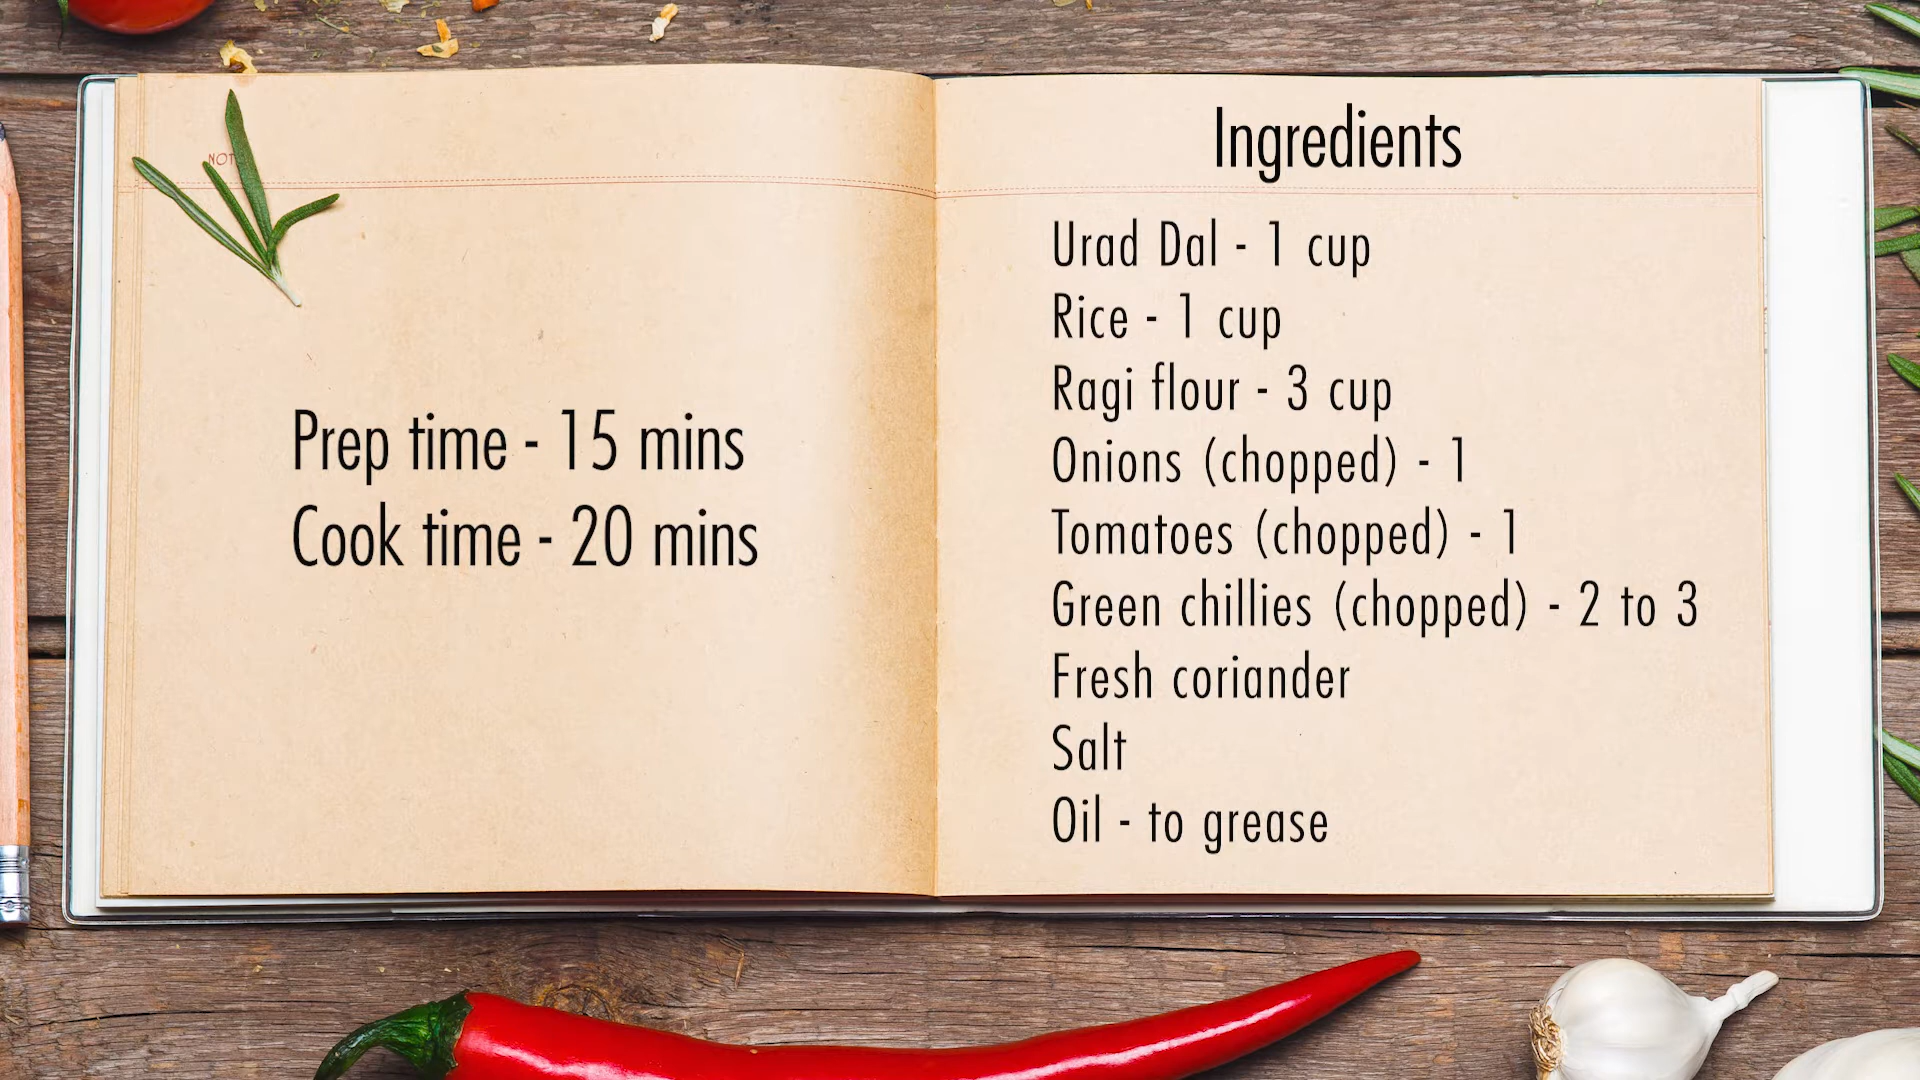 NOT
Prep time - 15 mins
Cook time - 20 mins
Ingredients
Urad Dal - 1 cup
Rice - 1 cup
Ragi flour - 3 cup
Onions (chopped) - 1
Tomatoes (chopped) - 1
Green chillies (chopped) - 2 to 3
Fresh coriander
Salt
Oil - to grease